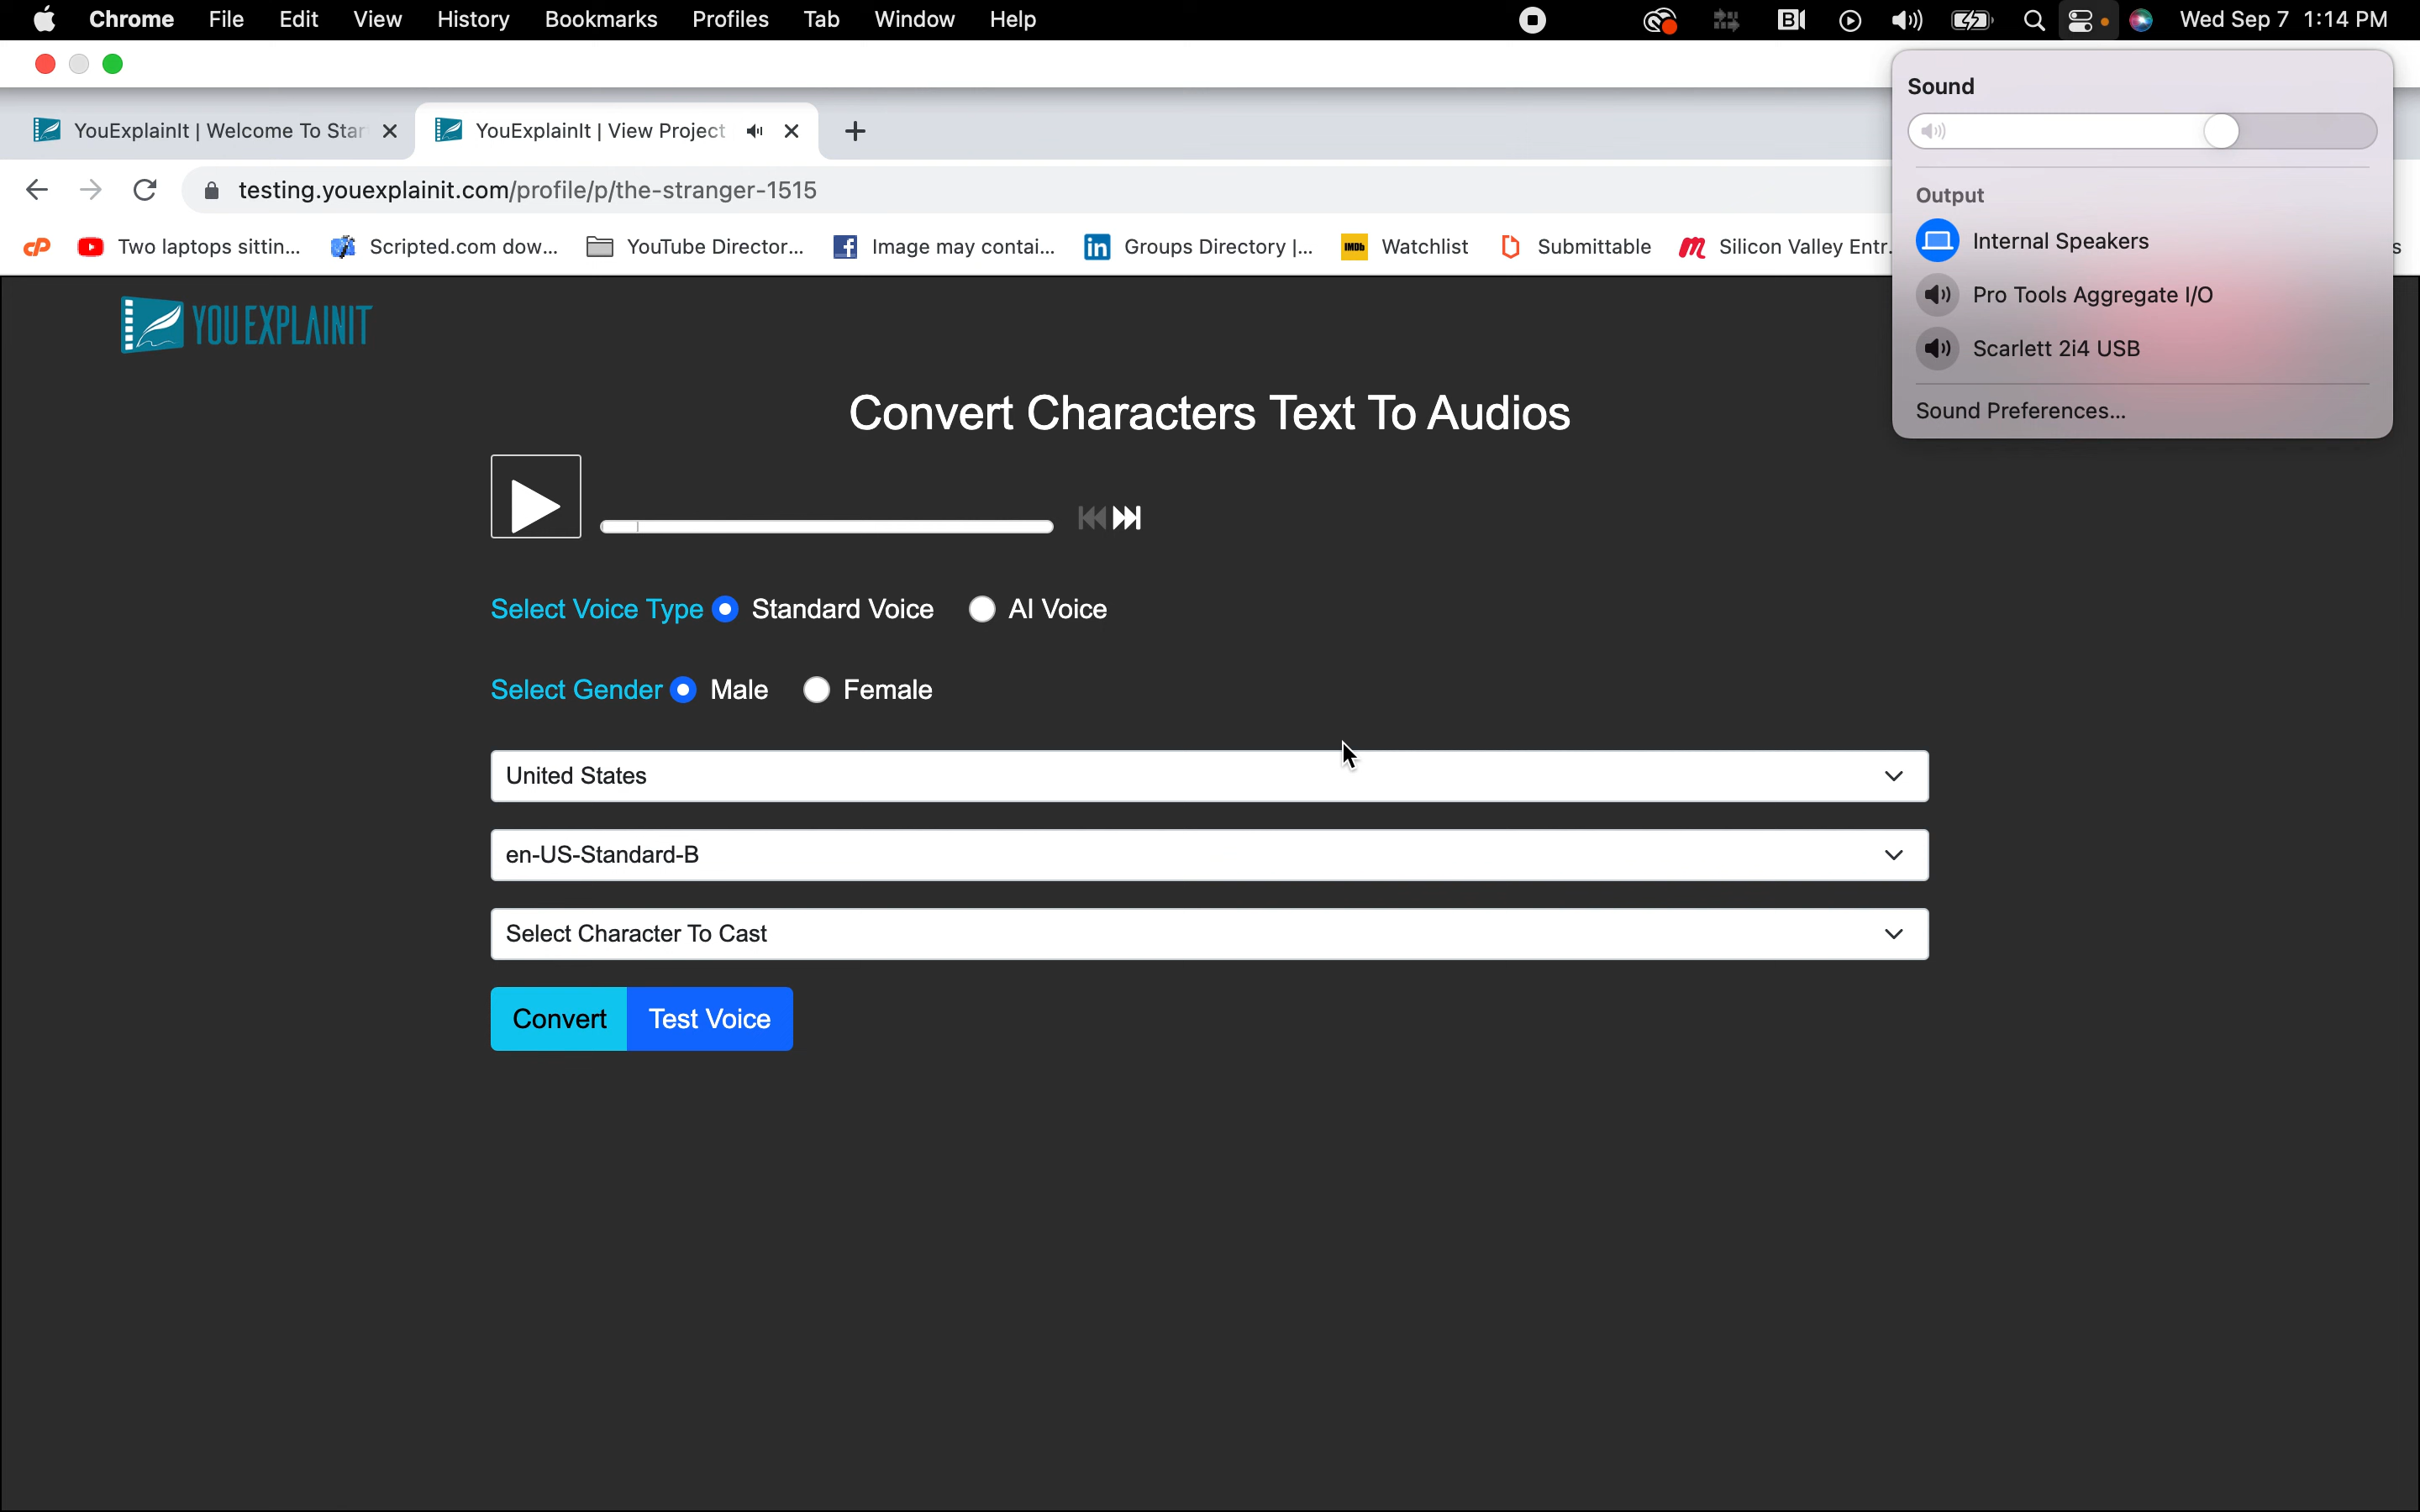 Chrome File Edit View History Bookmarks Profiles Tab Window Help Wed Sep 7 1:14 PM
YouExplainIt | Welcome To Star
YouExplainIt | View Project
testing.youexplainit.com/profile/p/the-stranger-1515
Two laptops sittin... Scripted.com dow... YouTube Director... Image may contai... Groups Directory |... IMDb Watchlist Submittable Silicon Valley Entr.
Sound
Output
Internal Speakers
Pro Tools Aggregate I/O
Scarlett 2i4 USB
Sound Preferences...
YOUEXPLAINIT
Convert Characters Text To Audios
Select Voice Type Standard Voice AI Voice
Select Gender Male Female
United States
en-US-Standard-B
Select Character To Cast
Convert Test Voice